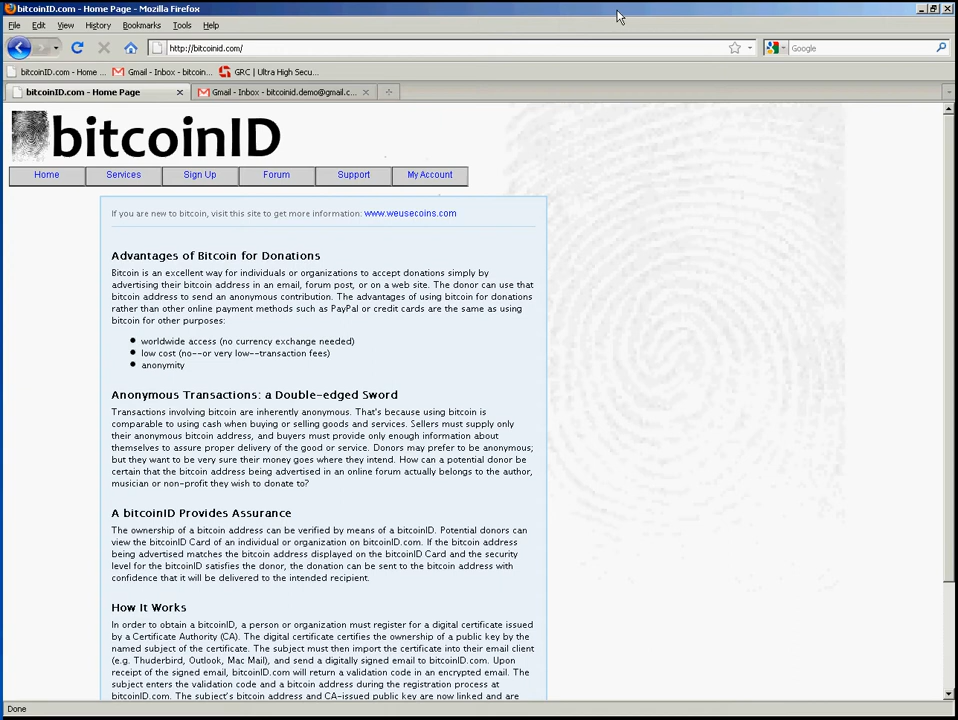 bitcoinID.com - Home Page - Mozilla Firefox
File Edit View History Bookmarks Tools Help
http://bitcoinid.com/
Google
bitcoinID.com - Home ... Gmail - Inbox - bitcoin... GRC | Ultra High Secu...
bitcoinID.com - Home Page Gmail - Inbox - bitcoinid.demo@gmail.c...
bitcoinID
Home Services Sign Up Forum Support My Account
If you are new to bitcoin, visit this site to get more information: www.weusecoins.com
Advantages of Bitcoin for Donations
Bitcoin is an excellent way for individuals or organizations to accept donations simply by
advertising their bitcoin address in an email, forum post, or on a web site. The donor can use that
bitcoin address to send an anonymous contribution. The advantages of using bitcoin for donations
rather than other online payment methods such as PayPal or credit cards are the same as using
bitcoin for other purposes:
worldwide access (no currency exchange needed)
low cost (no--or very low--transaction fees)
anonymity
Anonymous Transactions: a Double-edged Sword
Transactions involving bitcoin are inherently anonymous. That's because using bitcoin is
comparable to using cash when buying or selling goods and services. Sellers must supply only
their anonymous bitcoin address, and buyers must provide only enough information about
themselves to assure proper delivery of the good or service. Donors may prefer to be anonymous;
but they want to be very sure their money goes where they intend. How can a potential donor be
certain that the bitcoin address being advertised in an online forum actually belongs to the author,
musician or non-profit they wish to donate to?
A bitcoinID Provides Assurance
The ownership of a bitcoin address can be verified by means of a bitcoinID. Potential donors can
view the bitcoinID Card of an individual or organization on bitcoinID.com. If the bitcoin address
being advertised matches the bitcoin address displayed on the bitcoinID Card and the security
level for the bitcoinID satisfies the donor, the donation can be sent to the bitcoin address with
confidence that it will be delivered to the intended recipient.
How It Works
In order to obtain a bitcoinID, a person or organization must register for a digital certificate issued
by a Certificate Authority (CA). The digital certificate certifies the ownership of a public key by the
named subject of the certificate. The subject must then import the certificate into their email client
(e.g. Thuderbird, Outlook, Mac Mail), and send a digitally signed email to bitcoinID.com. Upon
receipt of the signed email, bitcoinID.com will return a validation code in an encrypted email. The
subject enters the validation code and a bitcoin address during the registration process at
bitcoinID.com. The subject's bitcoin address and CA-issued public key are now linked and are
Done